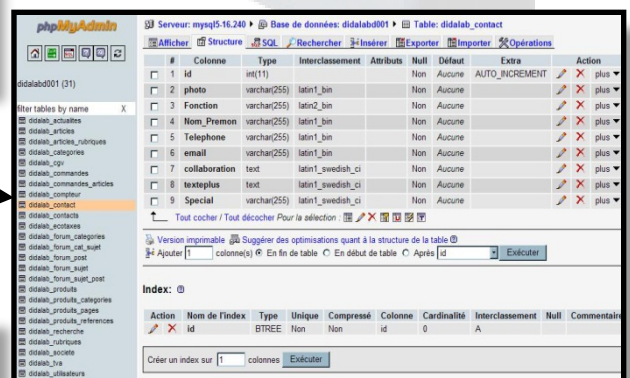 phpMyAdmin
didalabd001 (31)
filter tables by name X
didalab_actualites
didalab_articles
didalab_articles_rubriques
didalab_categories
didalab_cgv
didalab_commandes
didalab_commandes_articles
didalab_compteur
didalab_contact
didalab_contacts
didalab_ecotaxes
didalab_forum_categories
didalab_forum_cat_sujet
didalab_forum_post
didalab_forum_sujet
didalab_forum_sujet_post
didalab_produits
didalab_produits_categories
didalab_produits_pages
didalab_produits_references
didalab_recherche
didalab_rubriques
didalab_societe
didalab_tva
didalab_utilisateurs
Serveur: mysql5-16.240 Base de données: didalabd001 Table: didalab_contact
Afficher Structure SQL Rechercher Insérer Exporter Importer Opérations
# Colonne Type Interclassement Attributs Null Défaut Extra Action
1 id int(11) Non Aucune AUTO_INCREMENT plus
2 photo varchar(255) latin1_bin Non Aucune plus
3 Fonction varchar(255) latin2_bin Non Aucune plus
4 Nom_Premon varchar(255) latin1_bin Non Aucune plus
5 Telephone varchar(255) latin1_bin Non Aucune plus
6 email varchar(255) latin1_bin Non Aucune plus
7 collaboration text latin1_swedish_ci Non Aucune plus
8 texteplus text latin1_swedish_ci Non Aucune plus
9 Special varchar(255) latin1_swedish_ci Non Aucune plus
Tout cocher / Tout décocher Pour la sélection :
Version imprimable Suggérer des optimisations quant à la structure de la table
Ajouter 1 colonne(s) En fin de table En début de table Après id Exécuter
Index:
Action Nom de l'index Type Unique Compressé Colonne Cardinalité Interclassement Null Commentaire
id BTREE Non Non id 0 A
Créer un index sur 1 colonnes Exécuter